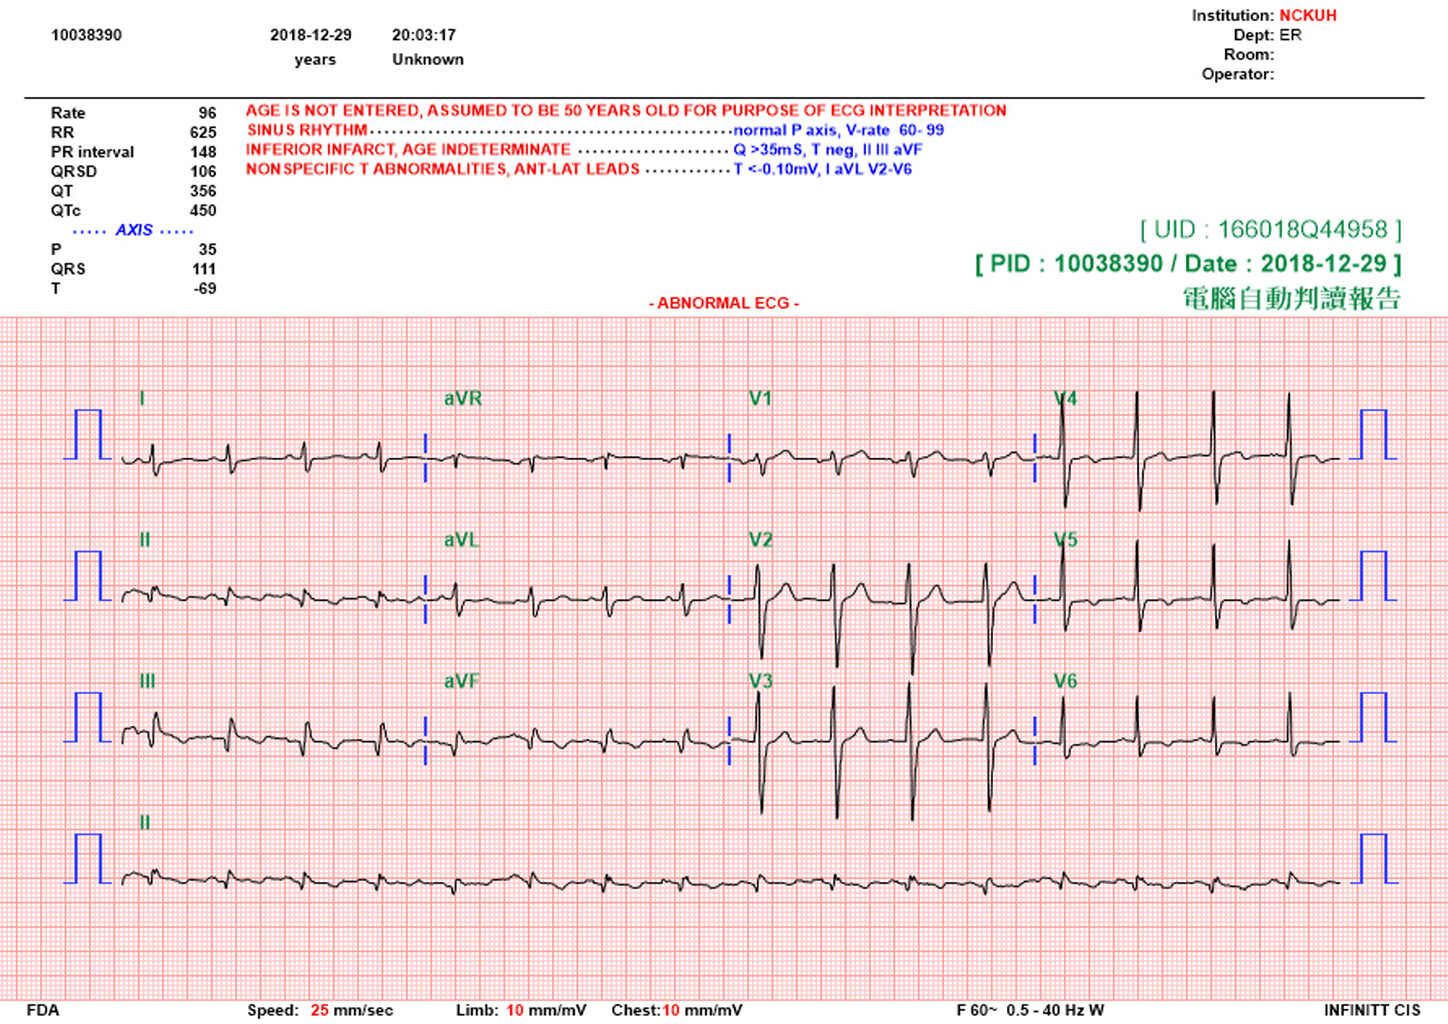 Institution: NCKUH
10038390 2018-12-29 20:03:17 Dept: ER
years Unknown Room:
Operator:
Rate 96 AGE IS NOT ENTERED, ASSUMED TO BE 50 YEARS OLD FOR PURPOSE OF ECG INTERPRETATION
RR 625 SINUS RHYTHM................................................normal P axis, V-rate 60- 99
PR interval 148 INFERIOR INFARCT, AGE INDETERMINATE ....................Q >35mS, T neg, II III aVF
QRSD 106 NONSPECIFIC T ABNORMALITIES, ANT-LAT LEADS ............T <-0.10mV, I aVL V2-V6
QT 356
QTc 450
..... AXIS .....
P 35
QRS 111
T -69
[ UID : 166018Q44958 ]
[ PID : 10038390 / Date : 2018-12-29 ]
電腦自動判讀報告
- ABNORMAL ECG -
I aVR V1 V4
II aVL V2 V5
III aVF V3 V6
II
FDA Speed: 25 mm/sec Limb: 10 mm/mV Chest:10 mm/mV F 60~ 0.5 - 40 Hz W INFINITT CIS